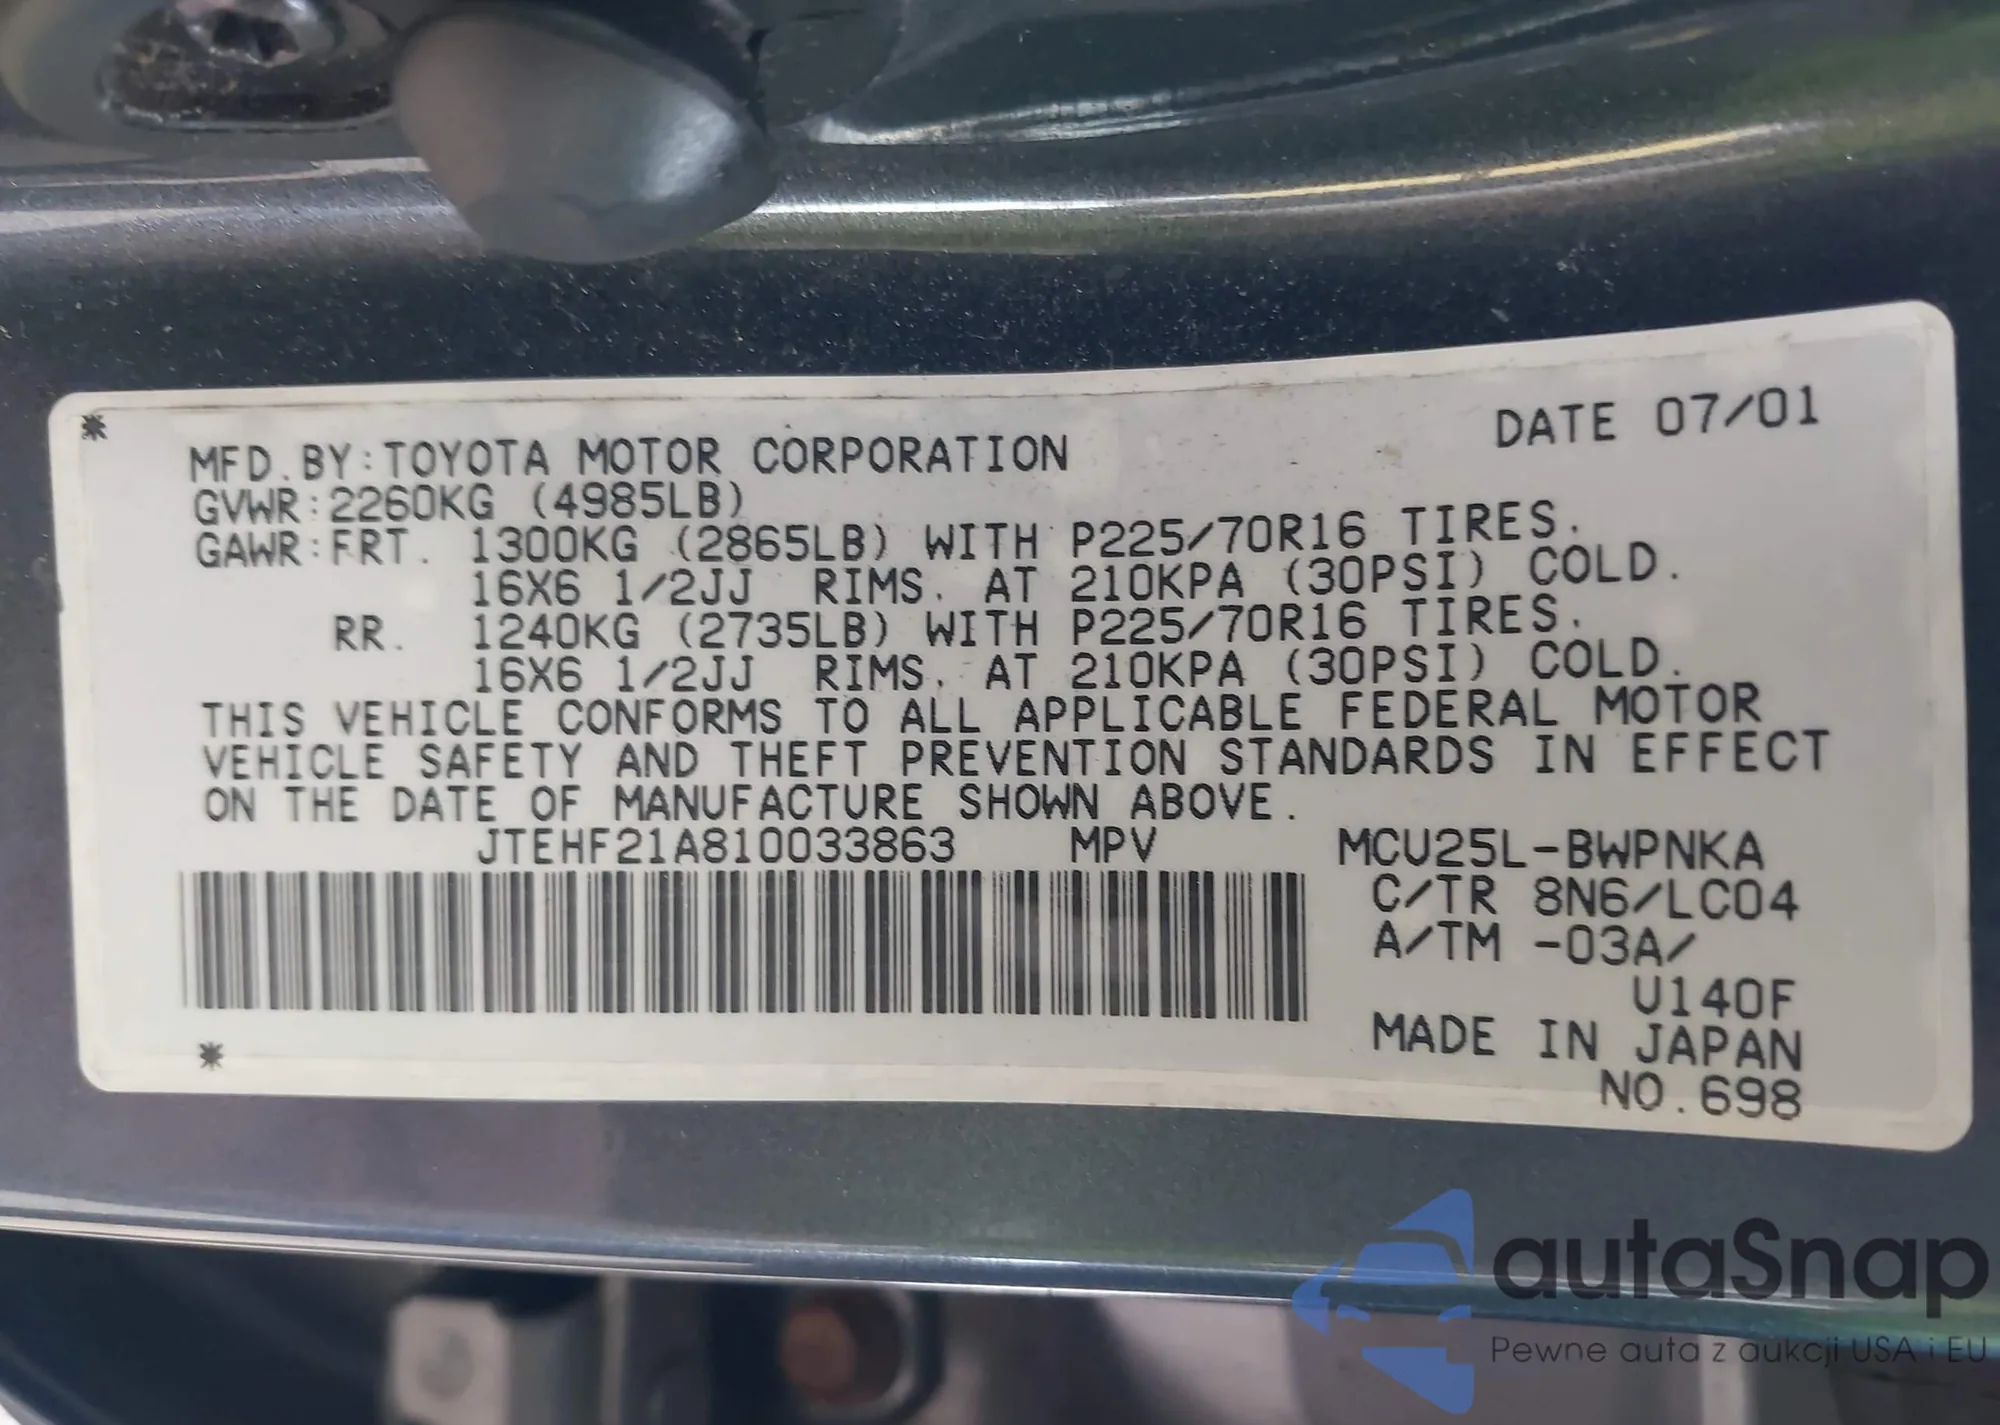 DATE 07/01
MFD.BY:TOYOTA MOTOR CORPORATION
GVWR:2260KG (4985LB)
GAWR:FRT. 1300KG (2865LB) WITH P225/70R16 TIRES.
16X6 1/2JJ RIMS. AT 210KPA (30PSI) COLD.
RR. 1240KG (2735LB) WITH P225/70R16 TIRES.
16X6 1/2JJ RIMS. AT 210KPA (30PSI) COLD.
THIS VEHICLE CONFORMS TO ALL APPLICABLE FEDERAL MOTOR
VEHICLE SAFETY AND THEFT PREVENTION STANDARDS IN EFFECT
ON THE DATE OF MANUFACTURE SHOWN ABOVE.
JTEHF21A810033863 MPV MCU25L-BWPNKA
C/TR 8N6/LC04
A/TM -03A/
U140F
MADE IN JAPAN
NO.698
autaSnap
Pewne auta z aukcji USA i EU